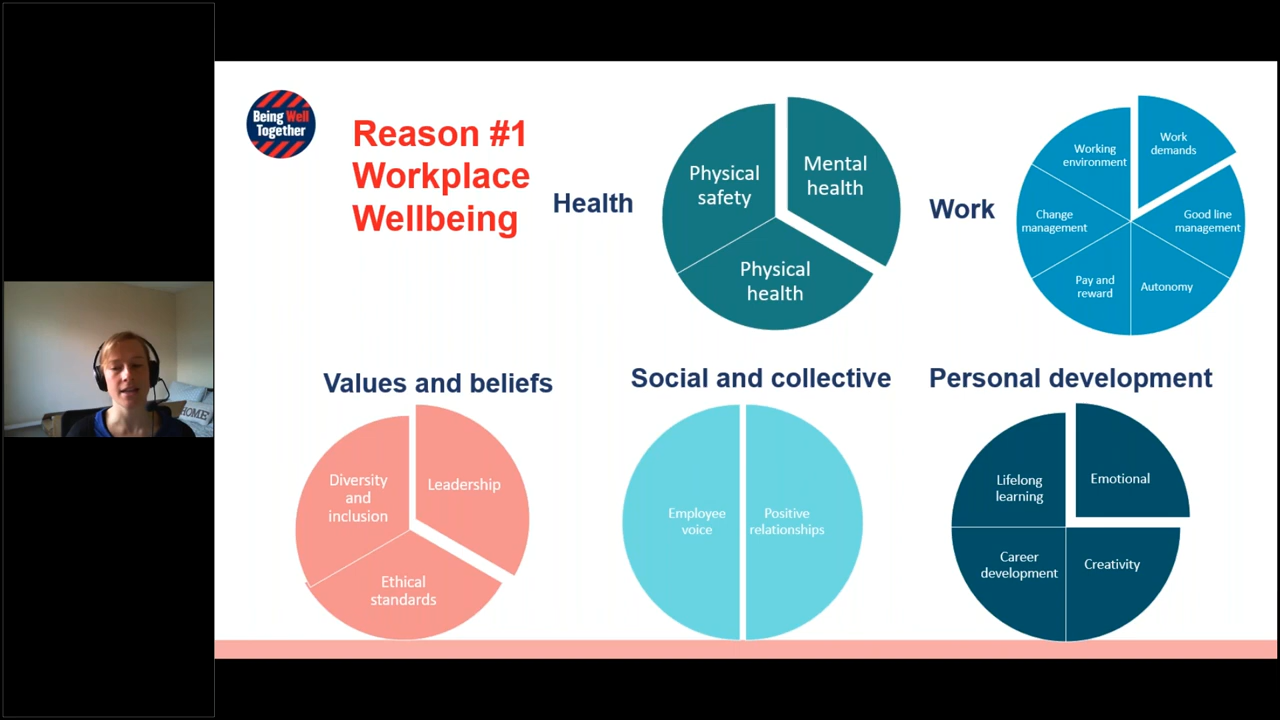 Being Well
Together
Reason #1
Workplace
Wellbeing
Health
Physical
safety
Mental
health
Physical
health
Work
Working
environment
Work
demands
Change
management
Good line
management
Pay and
reward
Autonomy
Values and beliefs
Diversity
and
inclusion
Leadership
Ethical
standards
Social and collective
Employee
voice
Positive
relationships
Personal development
Lifelong
learning
Emotional
Career
development
Creativity
HOME